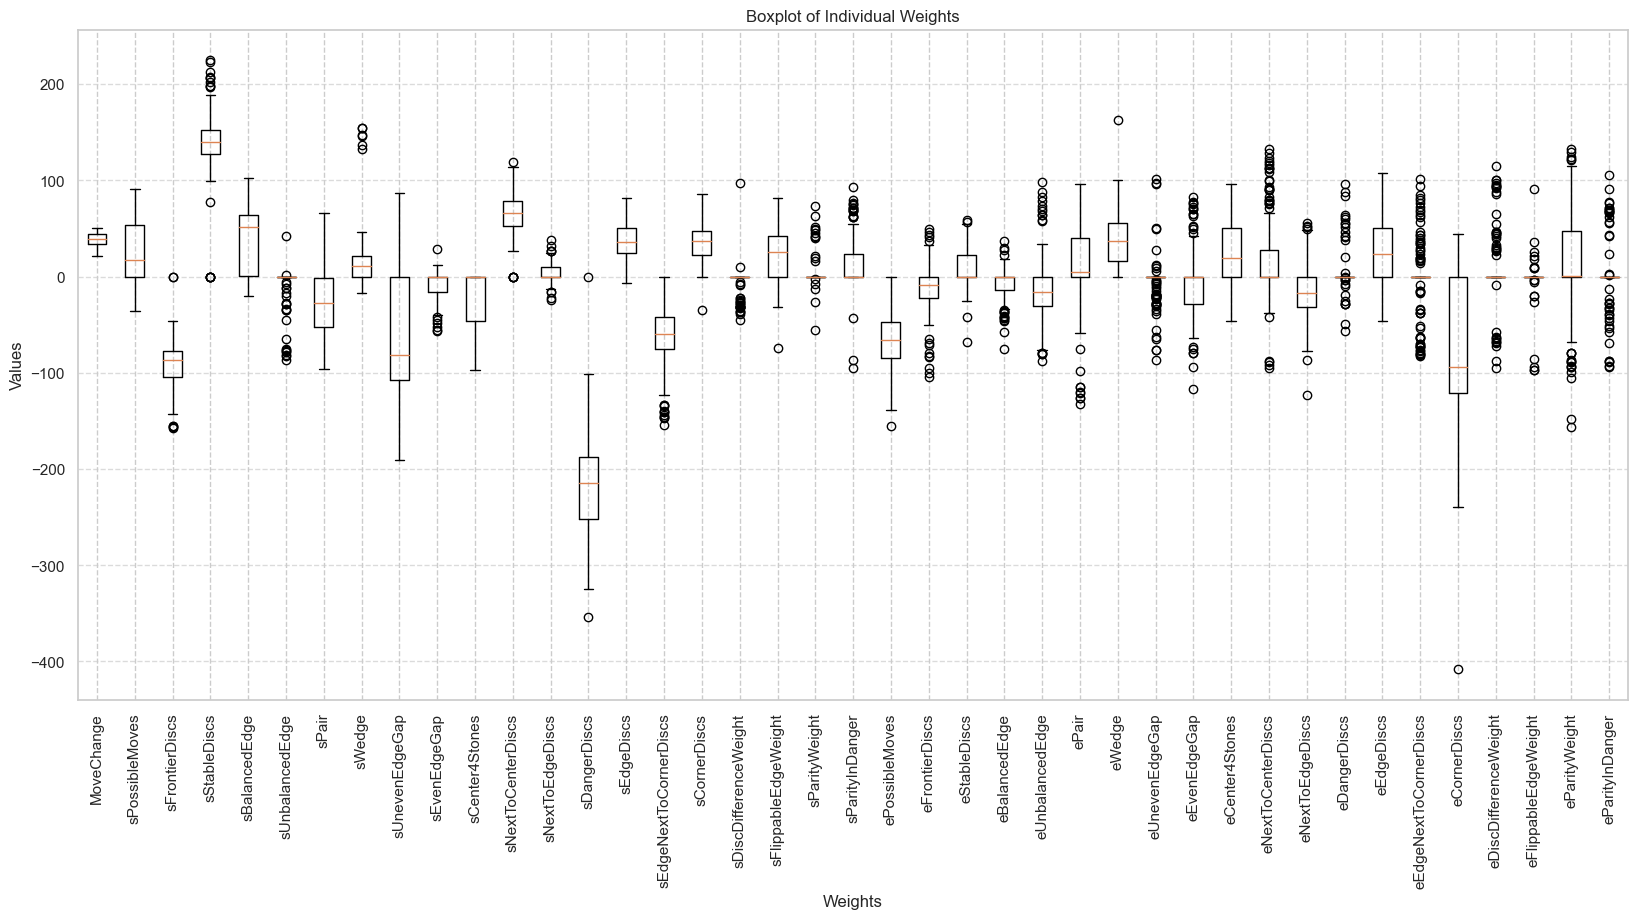 Boxplot of Individual Weights
Values
200
100
0
−100
−200
−300
−400
MoveChange
sPossibleMoves
sFrontierDiscs
sStableDiscs
sBalancedEdge
sUnbalancedEdge
sPair
sWedge
sUnevenEdgeGap
sEvenEdgeGap
sCenter4Stones
sNextToCenterDiscs
sNextToEdgeDiscs
sDangerDiscs
sEdgeDiscs
sEdgeNextToCornerDiscs
sCornerDiscs
sDiscDifferenceWeight
sFlippableEdgeWeight
sParityWeight
sParityInDanger
ePossibleMoves
eFrontierDiscs
eStableDiscs
eBalancedEdge
eUnbalancedEdge
ePair
eWedge
eUnevenEdgeGap
eEvenEdgeGap
eCenter4Stones
eNextToCenterDiscs
eNextToEdgeDiscs
eDangerDiscs
eEdgeDiscs
eEdgeNextToCornerDiscs
eCornerDiscs
eDiscDifferenceWeight
eFlippableEdgeWeight
eParityWeight
eParityInDanger
Weights